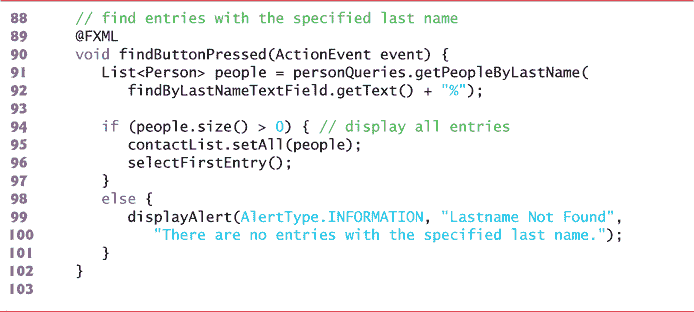 88 // find entries with the specified last name
89 @FXML
90 void findButtonPressed(ActionEvent event) {
91 List<Person> people = personQueries.getPeopleByLastName(
92 findByLastNameTextField.getText() + "%");
93
94 if (people.size() > 0) { // display all entries
95 contactList.setAll(people);
96 selectFirstEntry();
97 }
98 else {
99 displayAlert(AlertType.INFORMATION, "Lastname Not Found",
100 "There are no entries with the specified last name.");
101 }
102 }
103